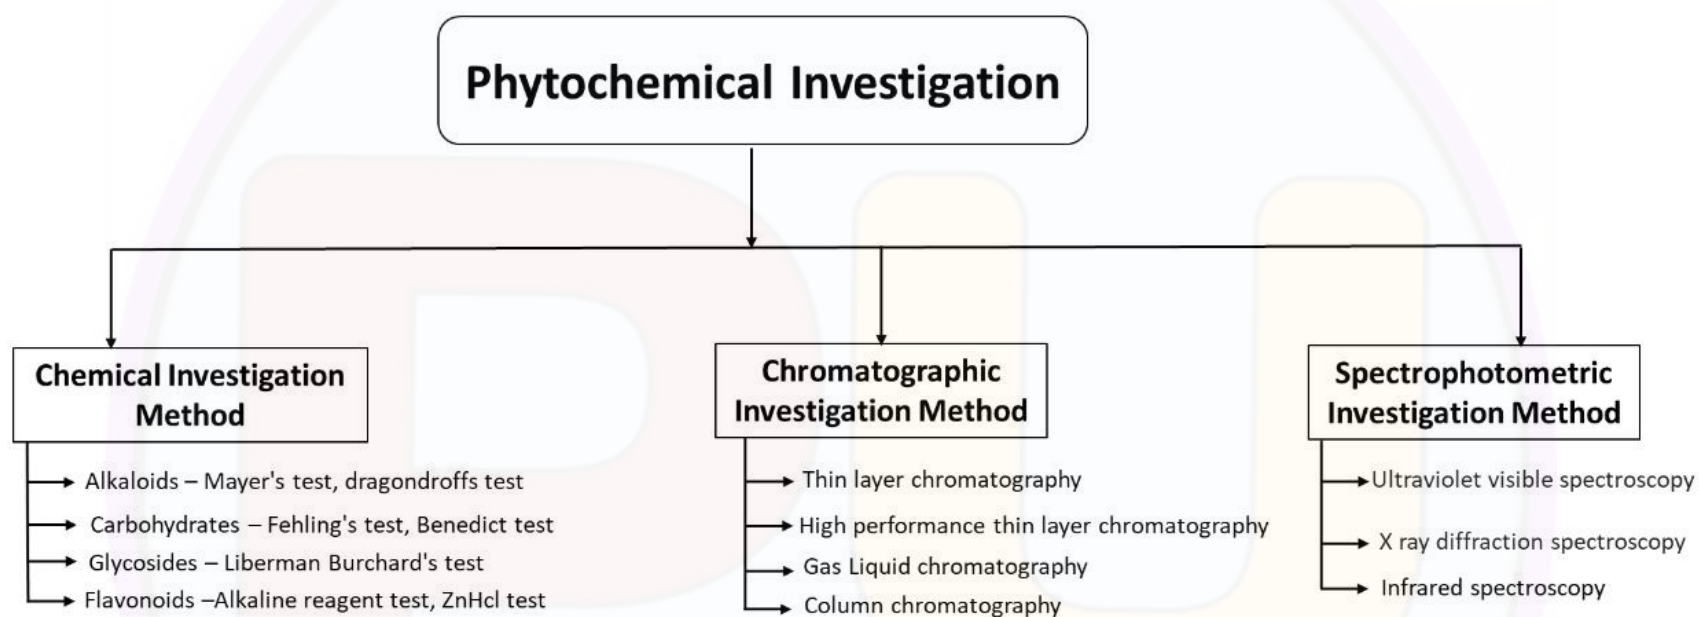 Phytochemical Investigation
Chemical Investigation
Method
Alkaloids – Mayer's test, dragondroffs test
Carbohydrates – Fehling's test, Benedict test
Glycosides – Liberman Burchard's test
Flavonoids –Alkaline reagent test, ZnHcl test
Chromatographic
Investigation Method
Thin layer chromatography
High performance thin layer chromatography
Gas Liquid chromatography
Column chromatography
Spectrophotometric
Investigation Method
Ultraviolet visible spectroscopy
X ray diffraction spectroscopy
Infrared spectroscopy